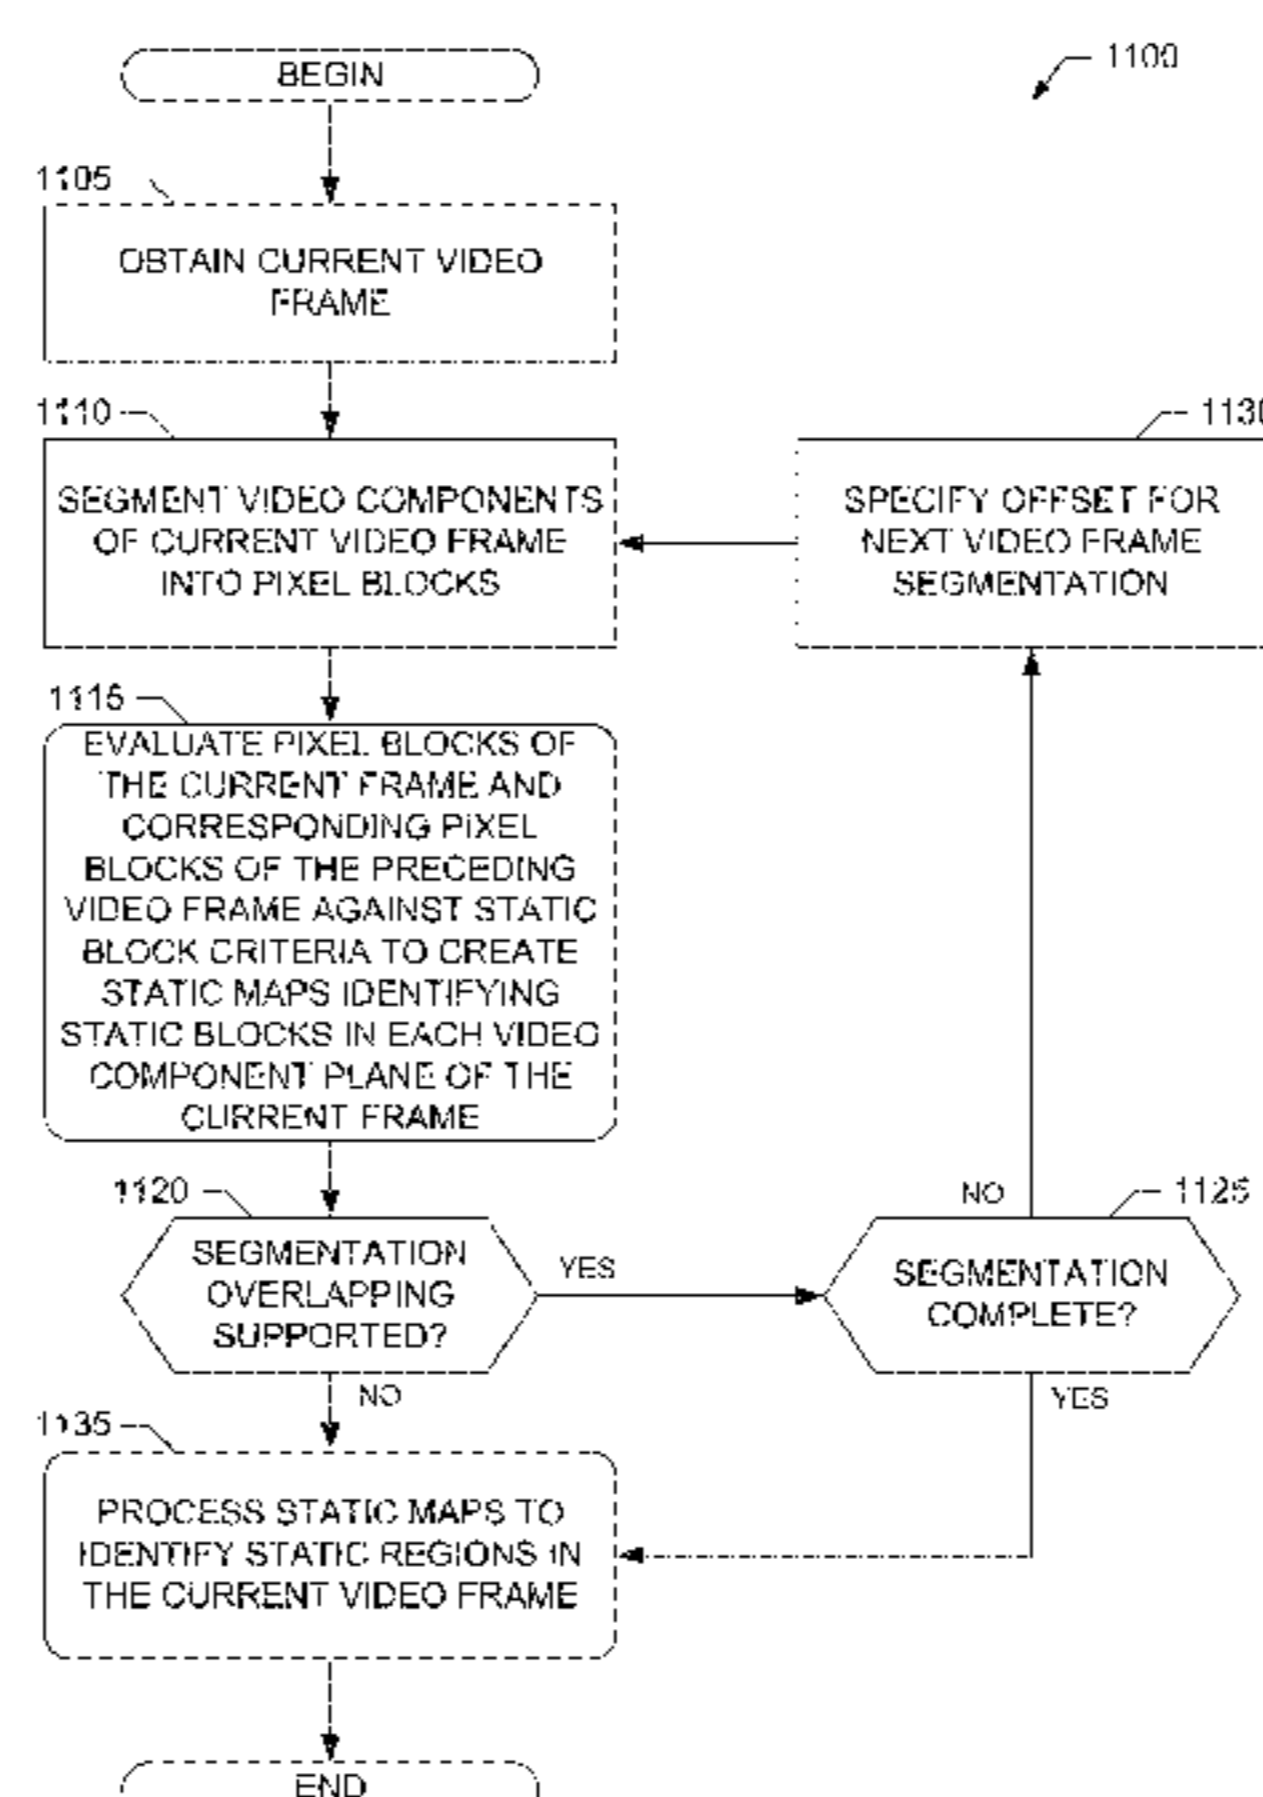 BEGIN
1100
1105
OBTAIN CURRENT VIDEO
FRAME
1110
SEGMENT VIDEO COMPONENTS
OF CURRENT VIDEO FRAME
INTO PIXEL BLOCKS
1130
SPECIFY OFFSET FOR
NEXT VIDEO FRAME
SEGMENTATION
1115
EVALUATE PIXEL BLOCKS OF
THE CURRENT FRAME AND
CORRESPONDING PIXEL
BLOCKS OF THE PRECEDING
VIDEO FRAME AGAINST STATIC
BLOCK CRITERIA TO CREATE
STATIC MAPS IDENTIFYING
STATIC BLOCKS IN EACH VIDEO
COMPONENT PLANE OF THE
CURRENT FRAME
1120
SEGMENTATION
OVERLAPPING
SUPPORTED?
YES
NO
NO
1125
SEGMENTATION
COMPLETE?
YES
1135
PROCESS STATIC MAPS TO
IDENTIFY STATIC REGIONS IN
THE CURRENT VIDEO FRAME
END